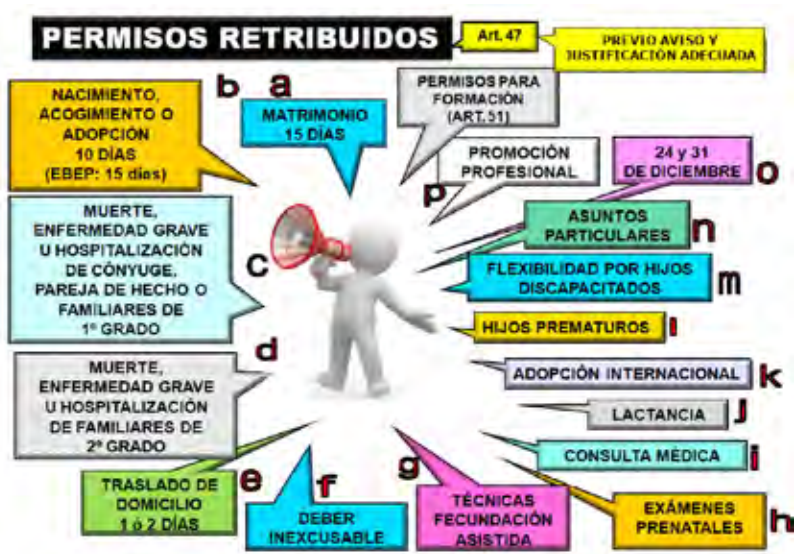 PERMISOS RETRIBUIDOS
Art. 47
PREVIO AVISO Y
JUSTIFICACIÓN ADECUADA
b
NACIMIENTO,
ACOGIMIENTO O
ADOPCIÓN
10 DÍAS
(EBEP: 15 días)
a
MATRIMONIO
15 DÍAS
PERMISOS PARA
FORMACIÓN
(ART. 51)
PROMOCIÓN
PROFESIONAL
p
24 y 31
DE DICIEMBRE
o
ASUNTOS
PARTICULARES
n
FLEXIBILIDAD POR HIJOS
DISCAPACITADOS
m
HIJOS PREMATUROS
l
ADOPCIÓN INTERNACIONAL
k
LACTANCIA
J
CONSULTA MÉDICA
i
EXÁMENES
PRENATALES
h
TÉCNICAS
FECUNDACIÓN
ASISTIDA
g
DEBER
INEXCUSABLE
f
TRASLADO DE
DOMICILIO
1 ó 2 DÍAS
e
MUERTE,
ENFERMEDAD GRAVE
U HOSPITALIZACIÓN
DE FAMILIARES DE
2º GRADO
d
MUERTE,
ENFERMEDAD GRAVE
U HOSPITALIZACIÓN
DE CÓNYUGE,
PAREJA DE HECHO O
FAMILIARES DE
1º GRADO
c